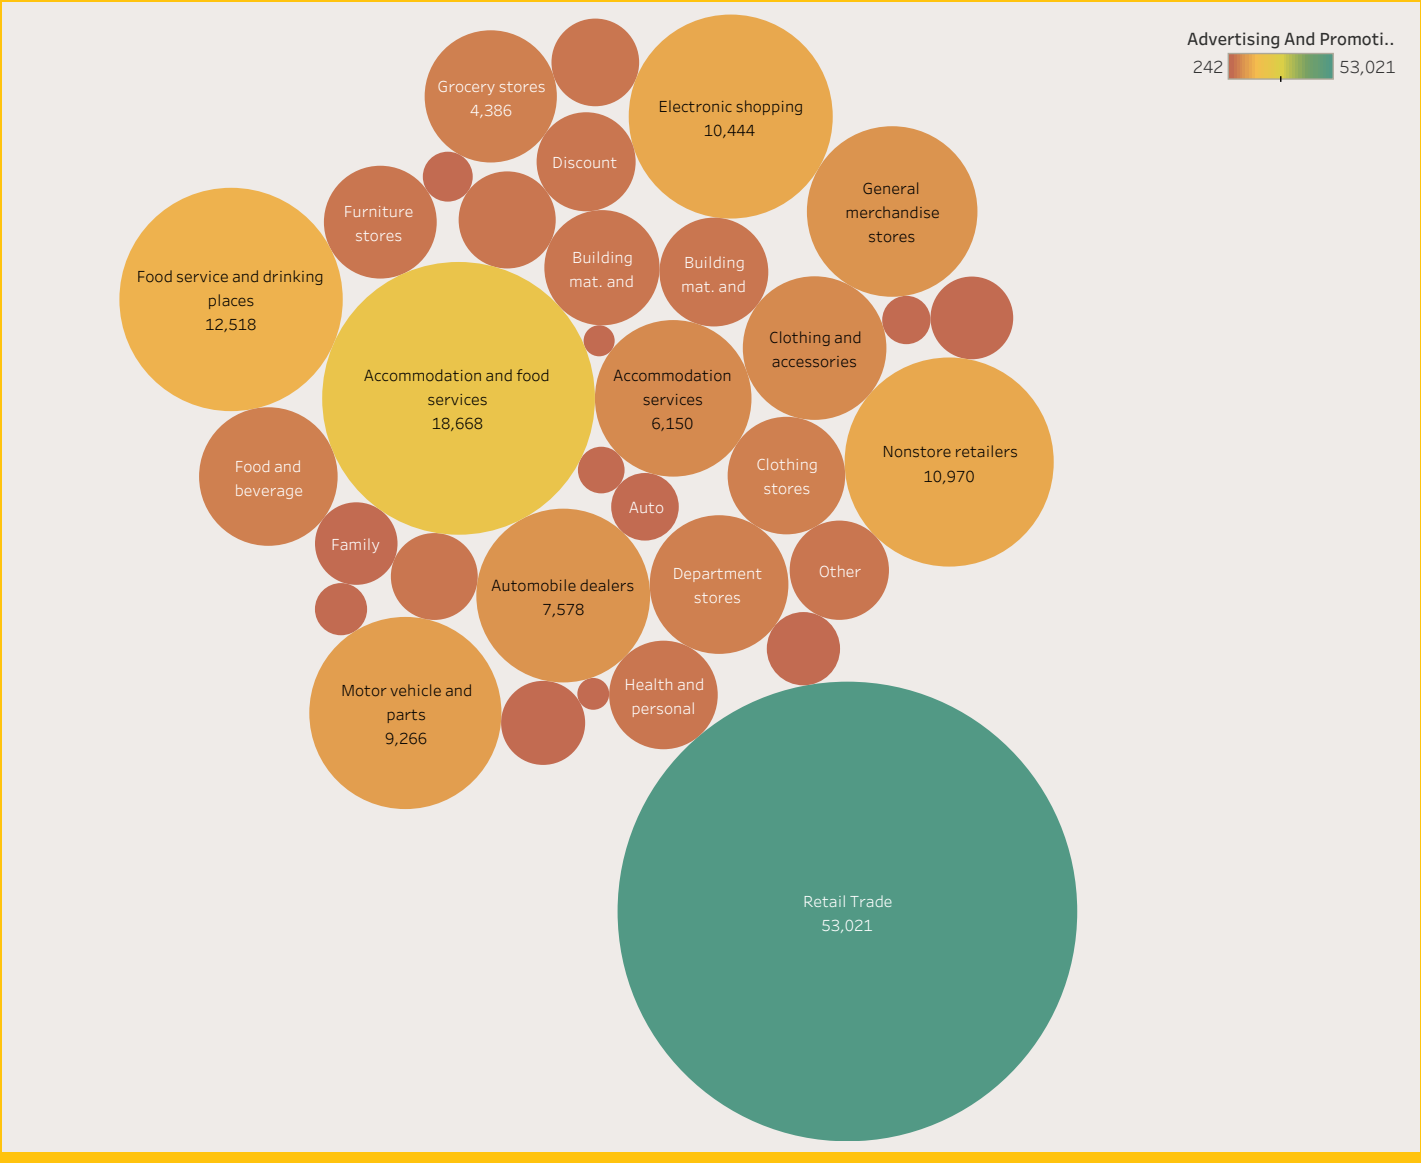 Advertising And Promoti..
242
53,021
Grocery stores
4,386
Electronic shopping
10,444
Discount
General
merchandise
stores
Furniture
stores
Building
mat. and
Building
mat. and
Food service and drinking
places
12,518
Clothing and
accessories
Accommodation and food
services
18,668
Accommodation
services
6,150
Nonstore retailers
10,970
Food and
beverage
Clothing
stores
Auto
Family
Automobile dealers
7,578
Department
stores
Other
Motor vehicle and
parts
9,266
Health and
personal
Retail Trade
53,021